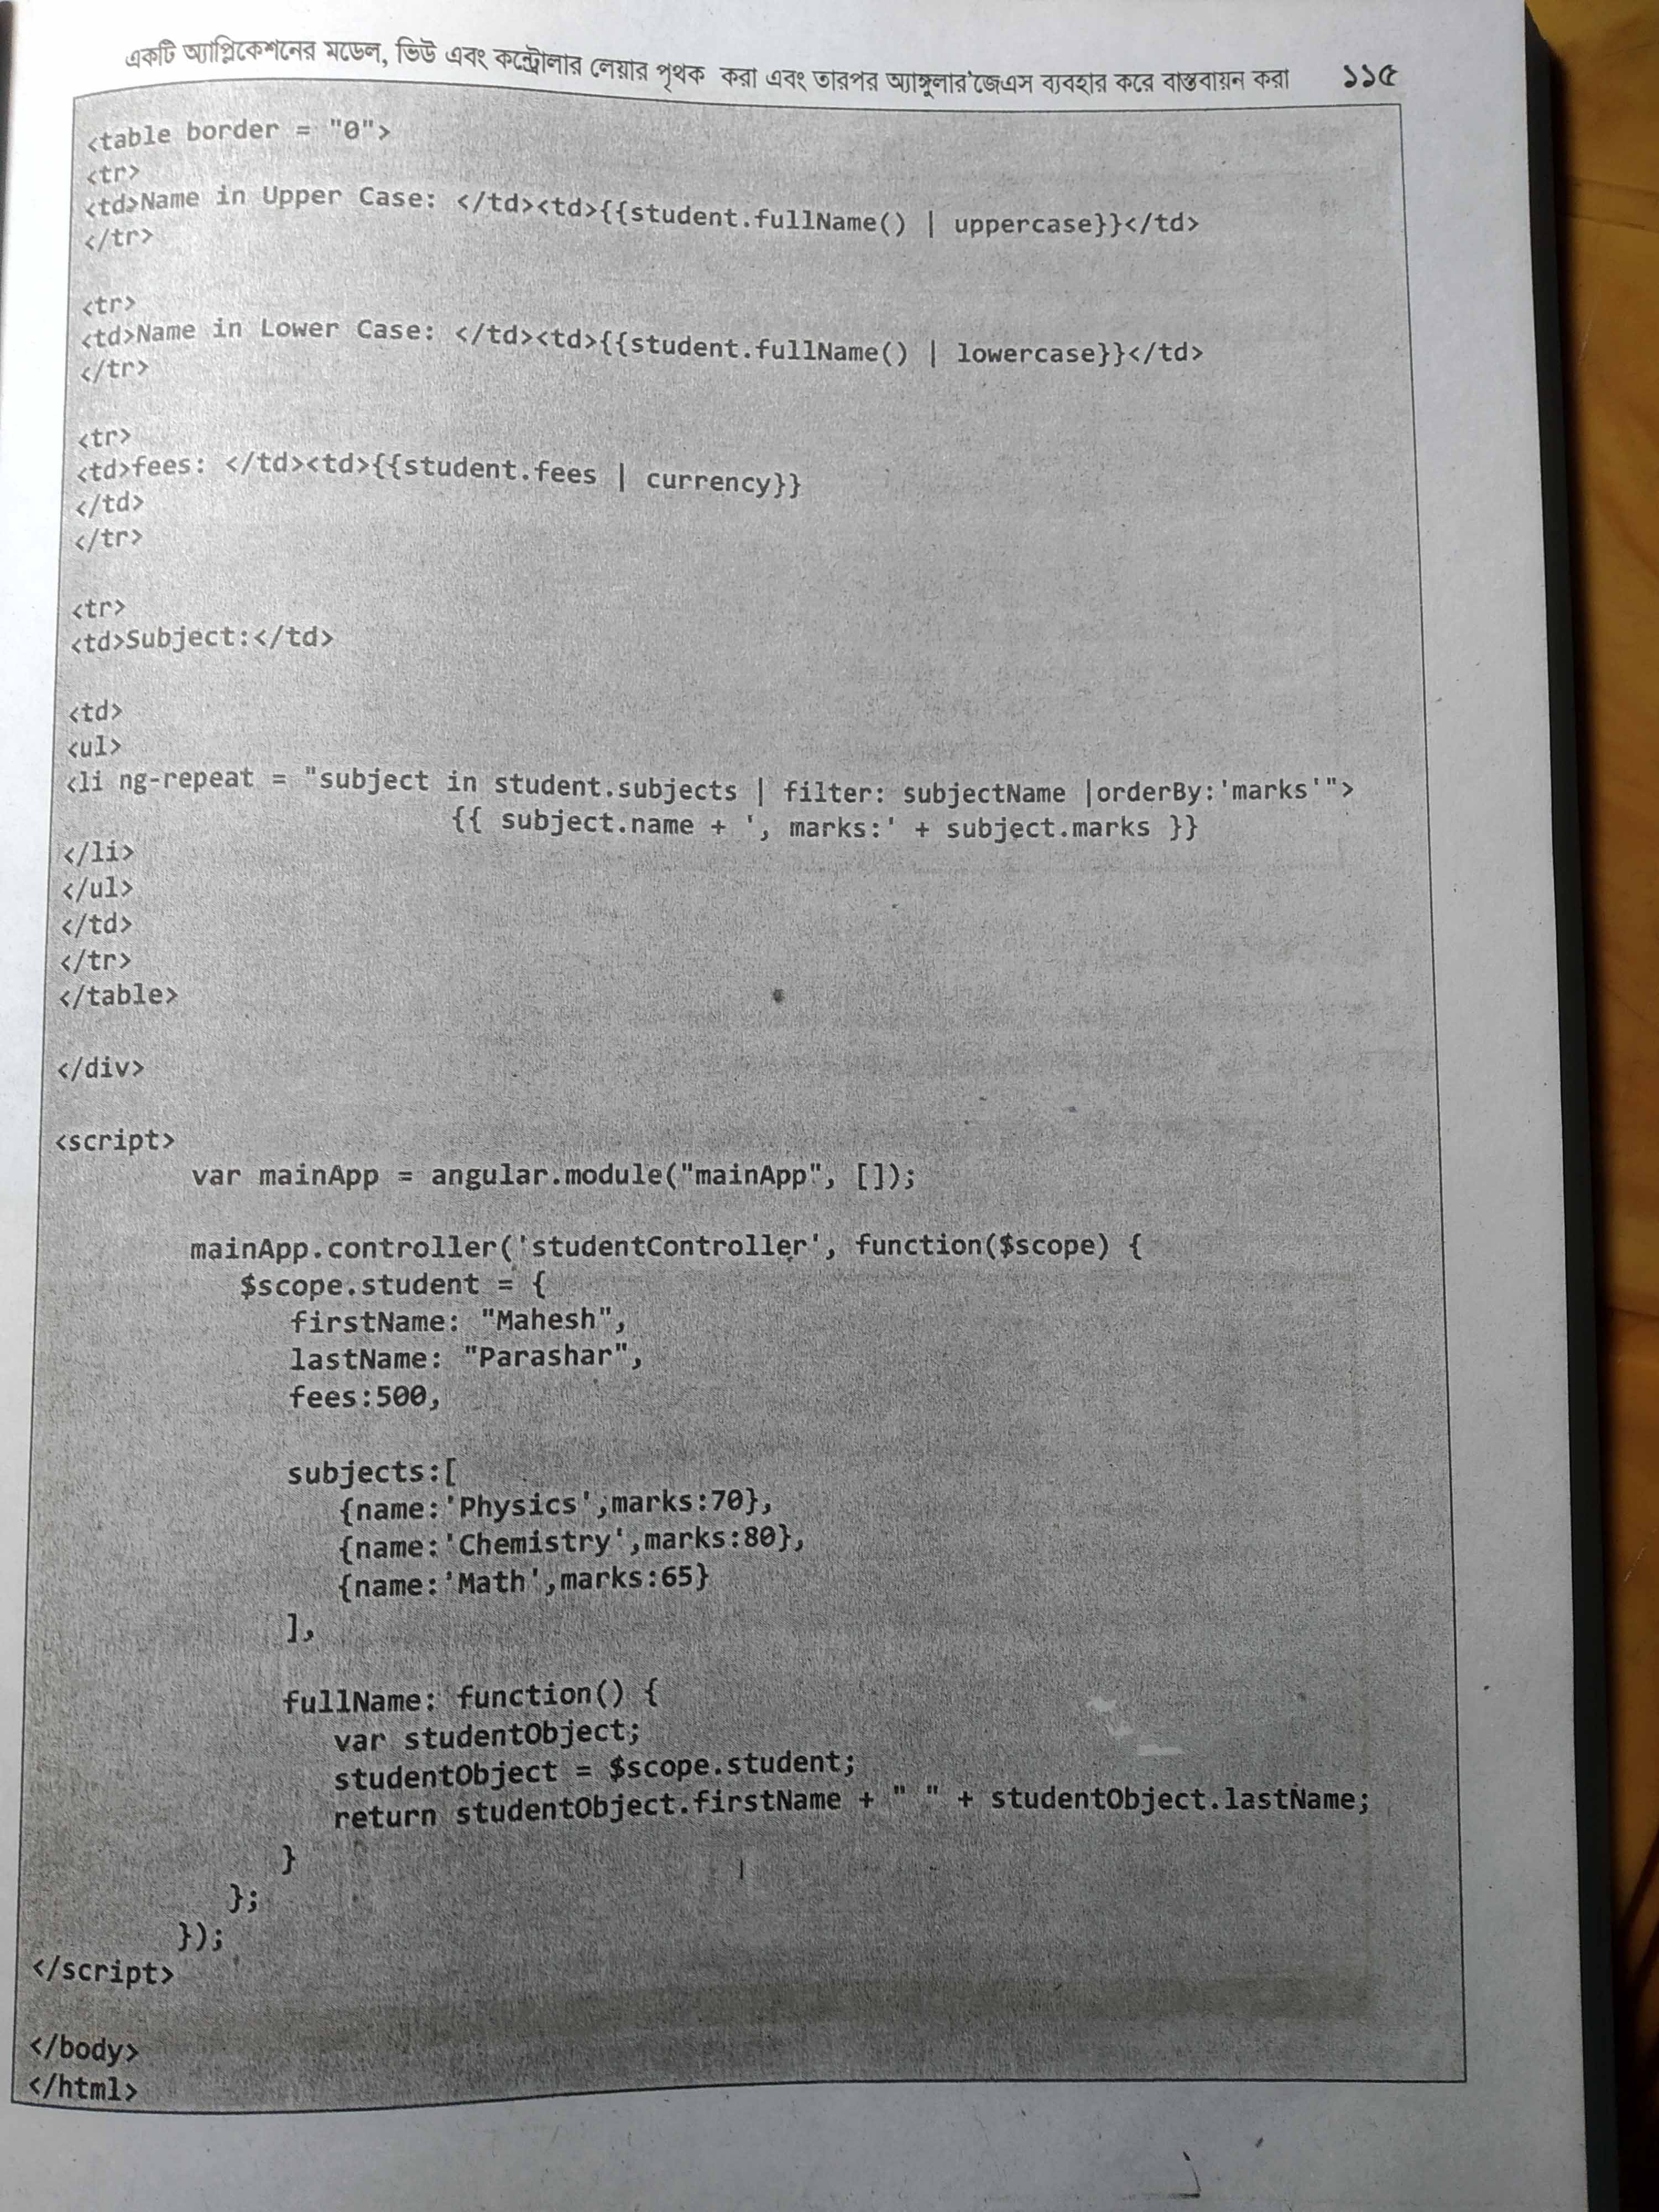 একটি অ্যাপ্লিকেশনের মডেল, ভিউ এবং কন্ট্রোলার লেয়ার পৃথক করা এবং তারপর অ্যাঙ্গুলার'জেএস ব্যবহার করে বাস্তবায়ন করা ১১৫
<table border = "0">
<tr>
<td>Name in Upper Case: </td><td>{{student.fullName() | uppercase}}</td>
</tr>
<tr>
<td>Name in Lower Case: </td><td>{{student.fullName() | lowercase}}</td>
</tr>
<tr>
<td>fees: </td><td>{{student.fees | currency}}
</td>
</tr>
<tr>
<td>Subject:</td>
<td>
<ul>
<li ng-repeat = "subject in student.subjects | filter: subjectName |orderBy:'marks'">
{{ subject.name + ', marks:' + subject.marks }}
</li>
</ul>
</td>
</tr>
</table>
</div>
<script>
var mainApp = angular.module("mainApp", []);
mainApp.controller('studentController', function($scope) {
$scope.student = {
firstName: "Mahesh",
lastName: "Parashar",
fees:500,
subjects:[
{name:'Physics',marks:70},
{name:'Chemistry',marks:80},
{name:'Math',marks:65}
],
fullName: function() {
var studentObject;
studentObject = $scope.student;
return studentObject.firstName + " " + studentObject.lastName;
}
};
});
</script>
</body>
</html>